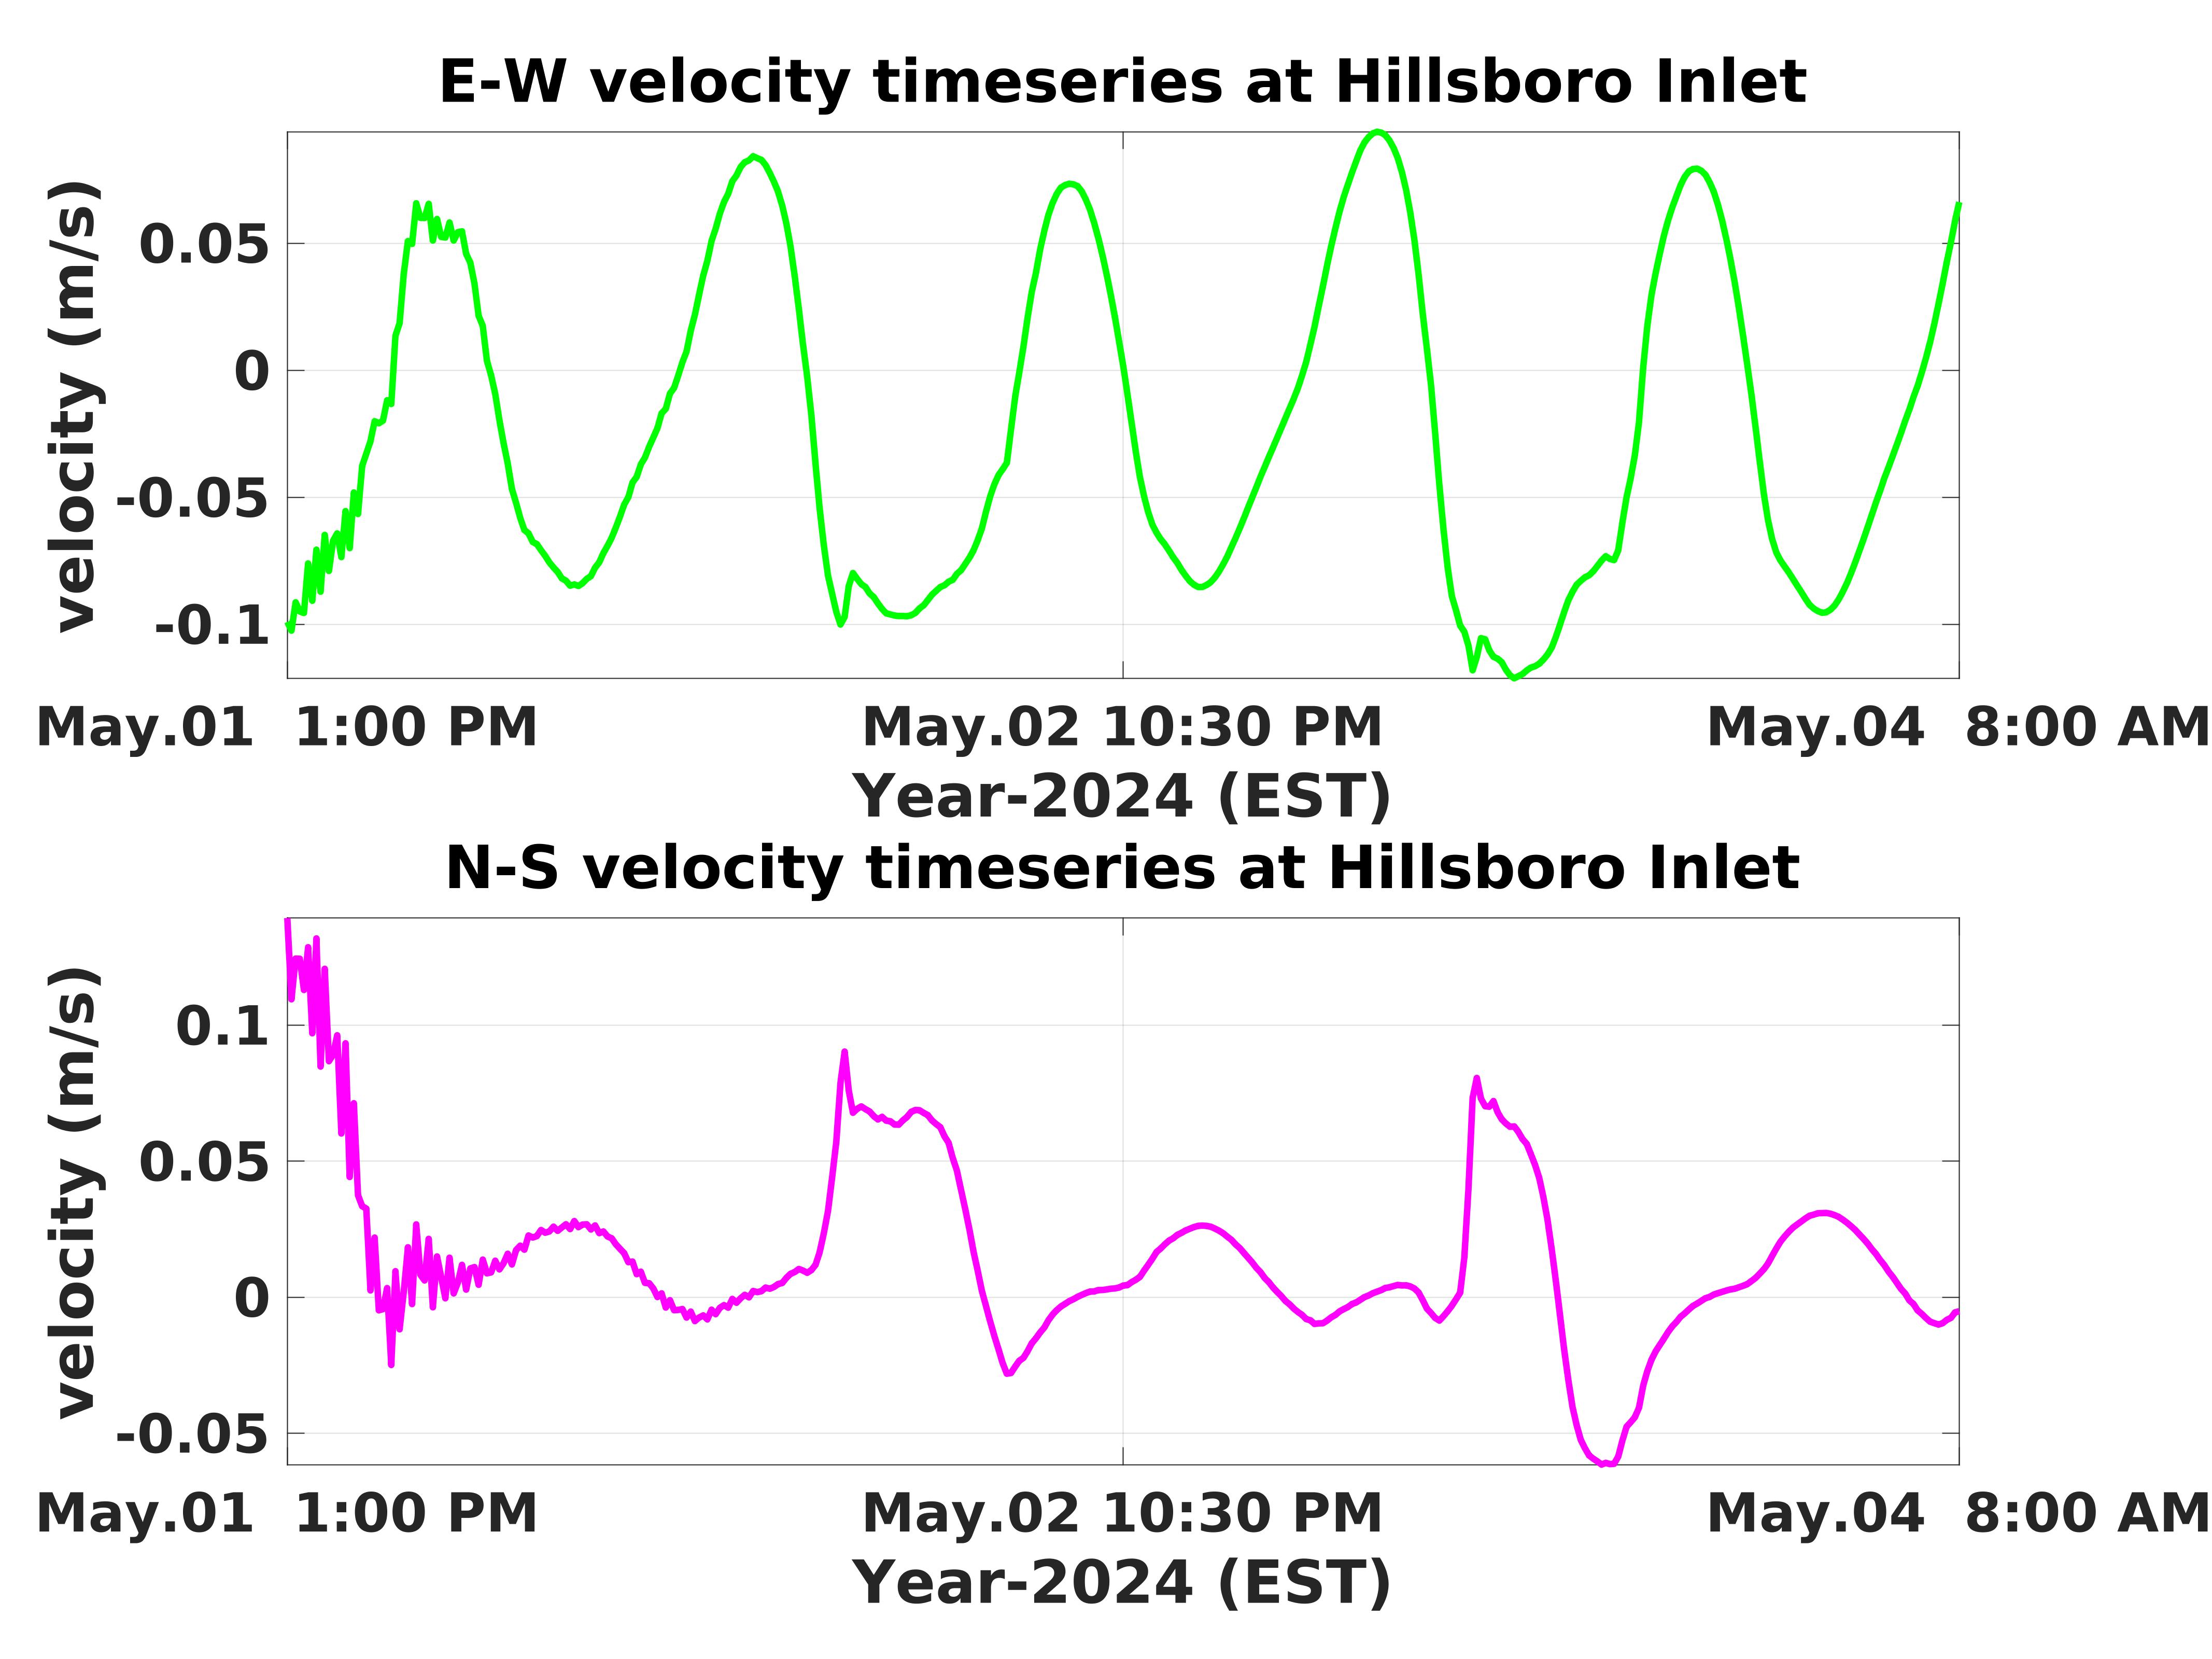 E-W velocity timeseries at Hillsboro Inlet
velocity (m/s)
0.05
0
-0.05
-0.1
May.01  1:00 PM
May.02 10:30 PM
May.04  8:00 AM
Year-2024 (EST)
N-S velocity timeseries at Hillsboro Inlet
velocity (m/s)
0.1
0.05
0
-0.05
May.01  1:00 PM
May.02 10:30 PM
May.04  8:00 AM
Year-2024 (EST)